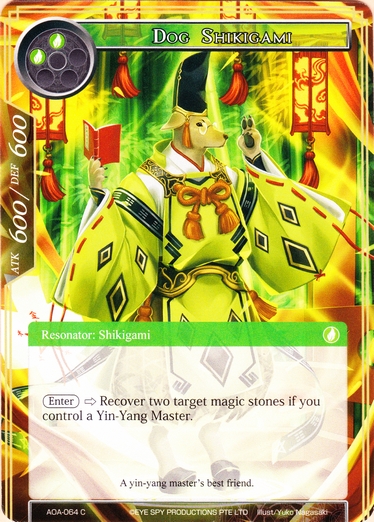 Dog Shikigami
ATK 600 / DEF 600
Resonator: Shikigami
Enter ⇨ Recover two target magic stones if you
control a Yin-Yang Master.
A yin-yang master's best friend.
AOA-064 C ©EYE SPY PRODUCTIONS PTE LTD Illust/Yuko Nagasaki